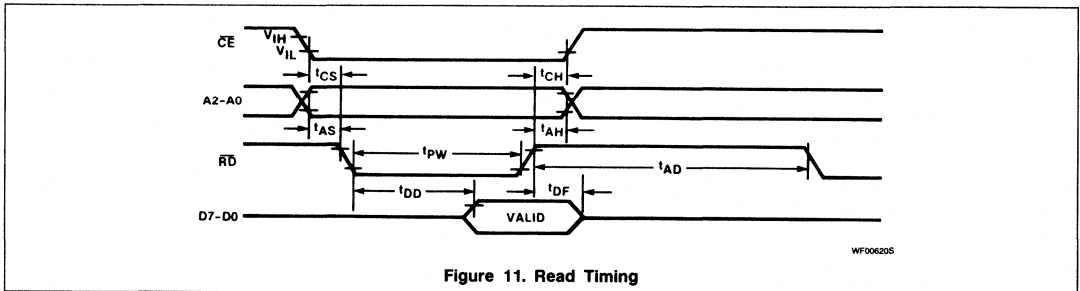 CE
VIH
VIL
tCS
tCH
A2-A0
tAS
tAH
RD
tPW
tAD
tDD
tDF
D7-D0
VALID
WF00620S
Figure 11. Read Timing